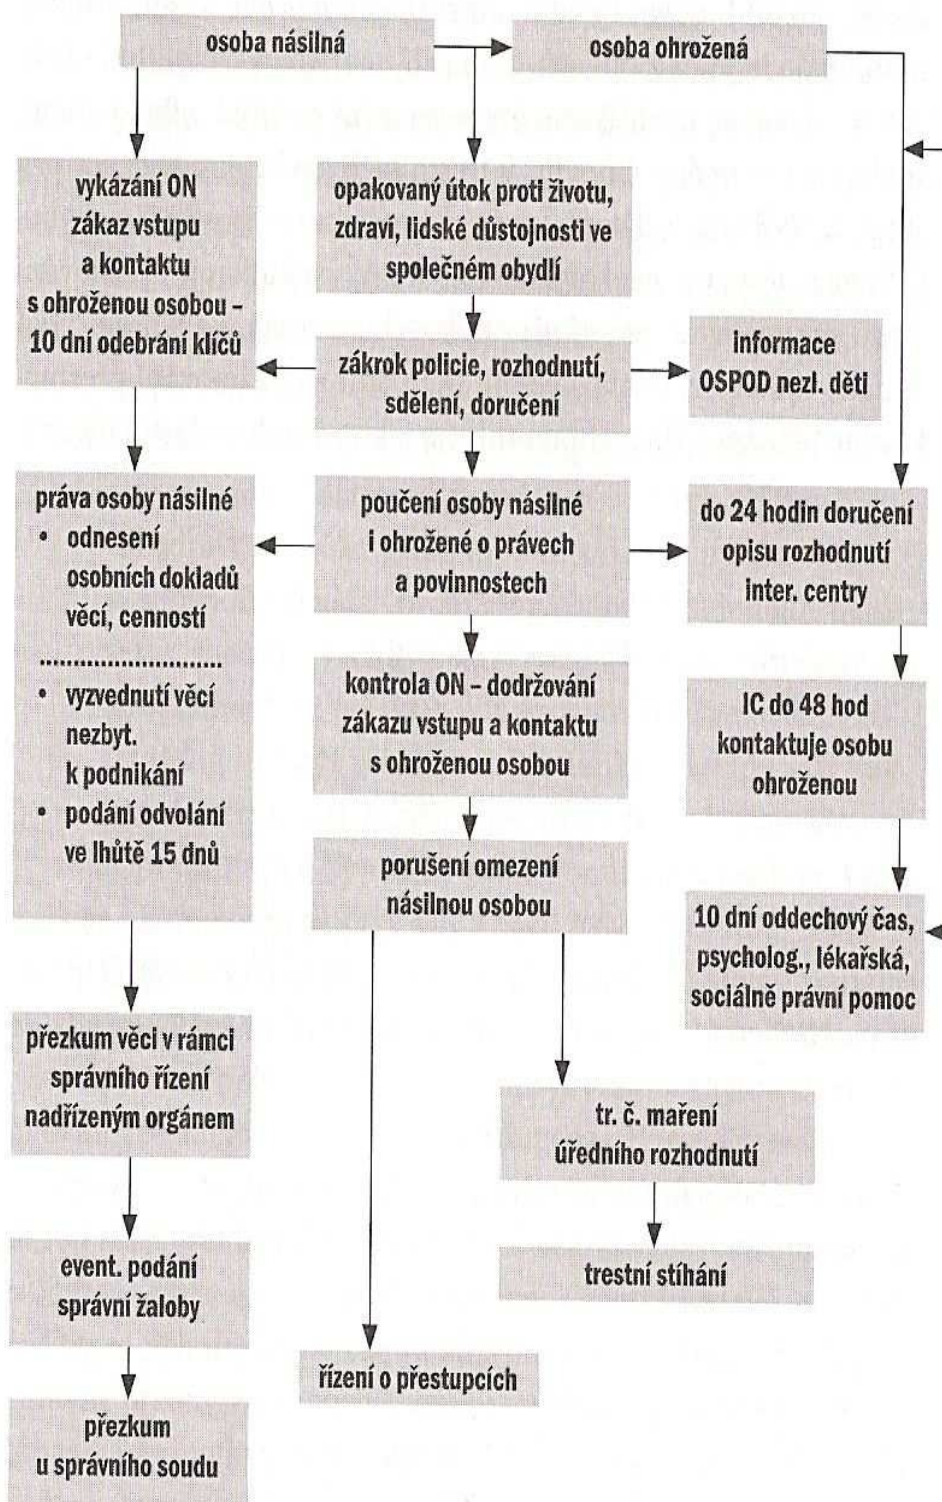 osoba násilná
osoba ohrožená
vykázání ON
zákaz vstupu
a kontaktu
s ohroženou osobou –
10 dní odebrání klíčů
opakovaný útok proti životu,
zdraví, lidské důstojnosti ve
společném obydlí
zákrok policie, rozhodnutí,
sdělení, doručení
informace
OSPOD nezl. děti
práva osoby násilné
• odnesení
osobních dokladů
věcí, cenností
............................
• vyzvednutí věcí
nezbyt.
k podnikání
• podání odvolání
ve lhůtě 15 dnů
poučení osoby násilné
i ohrožené o právech
a povinnostech
do 24 hodin doručení
opisu rozhodnutí
inter. centry
kontrola ON – dodržování
zákazu vstupu a kontaktu
s ohroženou osobou
IC do 48 hod
kontaktuje osobu
ohroženou
porušení omezení
násilnou osobou
10 dní oddechový čas,
psycholog., lékařská,
sociálně právní pomoc
přezkum věci v rámci
správního řízení
nadřízeným orgánem
tr. č. maření
úředního rozhodnutí
event. podání
správní žaloby
trestní stíhání
řízení o přestupcích
přezkum
u správního soudu